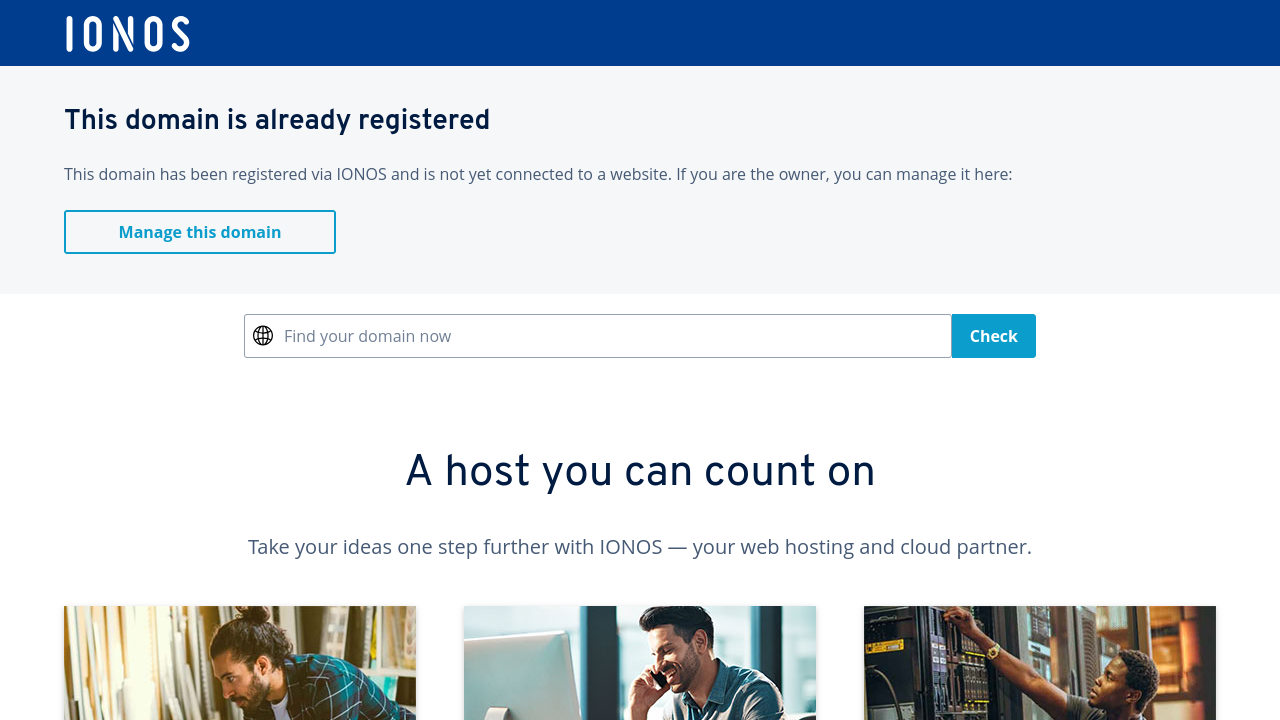 IONOS
This domain is already registered
This domain has been registered via IONOS and is not yet connected to a website. If you are the owner, you can manage it here:
Manage this domain
Find your domain now
Check
A host you can count on
Take your ideas one step further with IONOS — your web hosting and cloud partner.